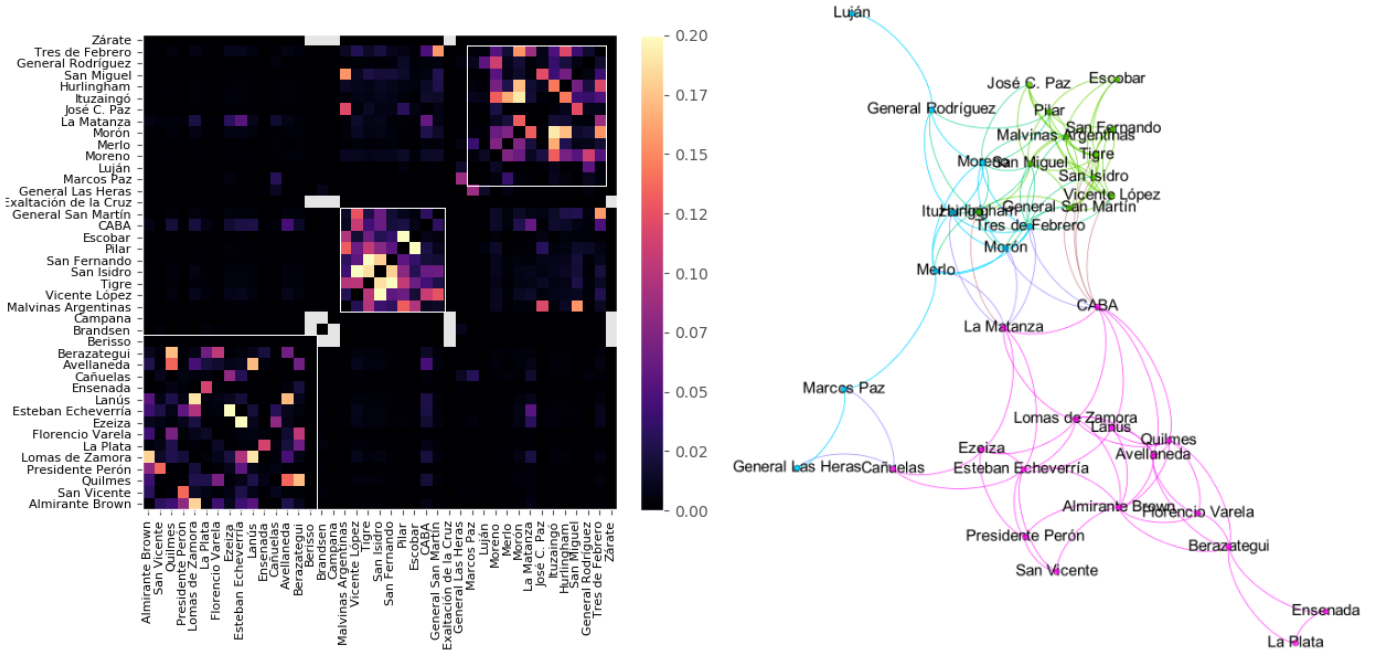 Zárate
Tres de Febrero
General Rodríguez
San Miguel
Hurlingham
Ituzaingó
José C. Paz
La Matanza
Morón
Merlo
Moreno
Luján
Marcos Paz
General Las Heras
Exaltación de la Cruz
General San Martín
CABA
Escobar
Pilar
San Fernando
San Isidro
Tigre
Vicente López
Malvinas Argentinas
Campana
Brandsen
Berisso
Berazategui
Avellaneda
Cañuelas
Ensenada
Lanús
Esteban Echeverría
Ezeiza
Florencio Varela
La Plata
Lomas de Zamora
Presidente Perón
Quilmes
San Vicente
Almirante Brown
Almirante Brown
San Vicente
Quilmes
Presidente Perón
Lomas de Zamora
La Plata
Florencio Varela
Ezeiza
Esteban Echeverría
Lanús
Ensenada
Cañuelas
Avellaneda
Berazategui
Berisso
Brandsen
Campana
Malvinas Argentinas
Vicente López
Tigre
San Isidro
San Fernando
Pilar
Escobar
CABA
General San Martín
Exaltación de la Cruz
General Las Heras
Marcos Paz
Luján
Moreno
Merlo
Morón
La Matanza
José C. Paz
Ituzaingó
Hurlingham
San Miguel
General Rodríguez
Tres de Febrero
Zárate
0.20
0.17
0.15
0.12
0.10
0.07
0.05
0.02
0.00
Luján
José C. Paz
Escobar
General Rodríguez
Pilar
San Fernando
Malvinas Argentinas
Tigre
Moreno
San Miguel
San Isidro
Vicente López
General San Martín
Ituzaingó
Hurlingham
Tres de Febrero
Morón
Merlo
CABA
La Matanza
Marcos Paz
Lomas de Zamora
Lanús
Quilmes
Ezeiza
Avellaneda
General Las Heras
Cañuelas
Esteban Echeverría
Almirante Brown
Florencio Varela
Presidente Perón
Berazategui
San Vicente
Ensenada
La Plata